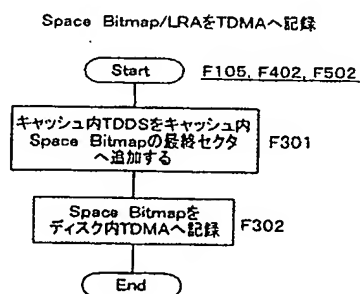 Space Bitmap/LRAをTDMAへ記録
Start
F105, F402, F502
キャッシュ内TDDSをキャッシュ内
Space Bitmapの最終セクタ
へ追加する
F301
Space Bitmapを
ディスク内TDMAへ記録
F302
End